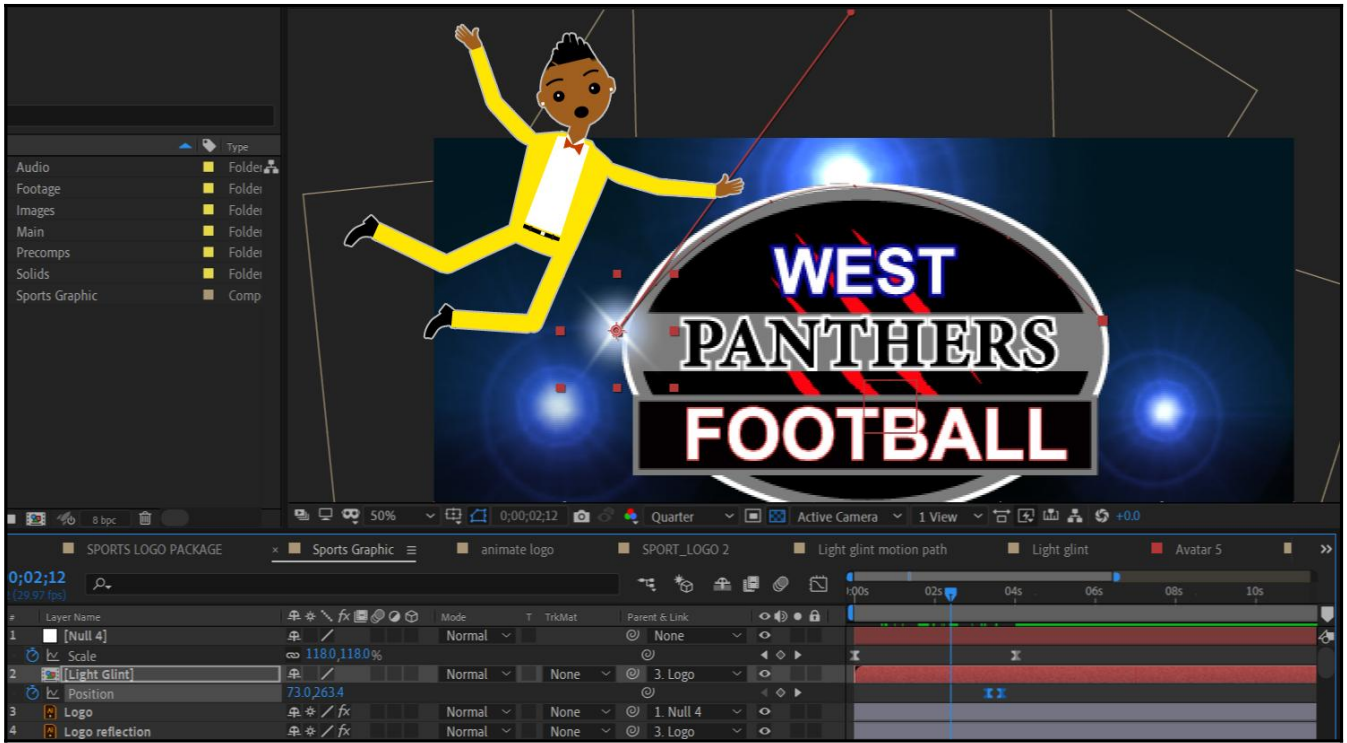 Type
Audio Folder
Footage Folder
Images Folder
Main Folder
Precomps Folder
Solids Folder
Sports Graphic Comp
WEST
PANTHERS
FOOTBALL
8 bpc
50% 0;00;02;12 Quarter Active Camera 1 View +0.0
SPORTS LOGO PACKAGE × Sports Graphic animate logo SPORT_LOGO 2 Light glint motion path Light glint Avatar 5
0;02;12
(29.97 fps)
02s 04s 06s 08s 10s
# Layer Name fx Mode T TrkMat Parent & Link
1 [Null 4] Normal None
Scale 118.0,118.0%
2 [Light Glint] Normal None 3. Logo
Position 73.0,263.4
3 Ai Logo fx Normal None 1. Null 4
4 Ai Logo reflection fx Normal None 3. Logo